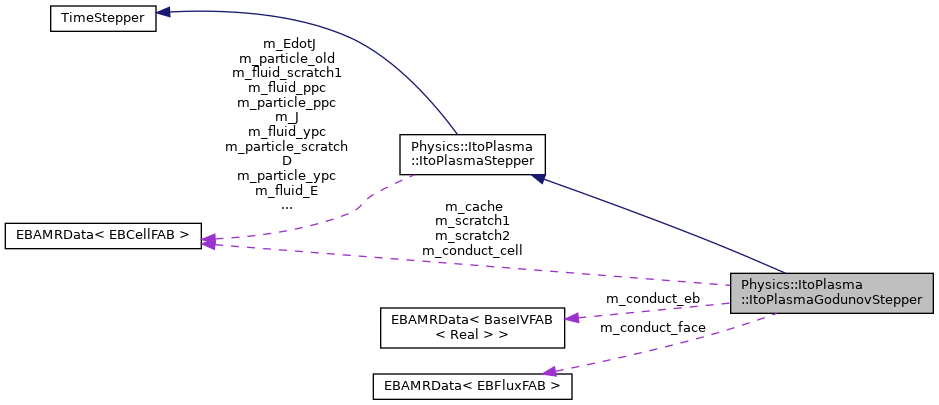 TimeStepper
m_EdotJ
m_particle_old
m_fluid_scratch1
m_fluid_ppc
m_particle_ppc
m_J
m_fluid_ypc
m_particle_scratch
D
m_particle_ypc
m_fluid_E
...
Physics::ItoPlasma
::ItoPlasmaStepper
EBAMRData< EBCellFAB >
m_cache
m_scratch1
m_scratch2
m_conduct_cell
Physics::ItoPlasma
::ItoPlasmaGodunovStepper
m_conduct_eb
EBAMRData< BaseIVFAB
< Real > >
m_conduct_face
EBAMRData< EBFluxFAB >